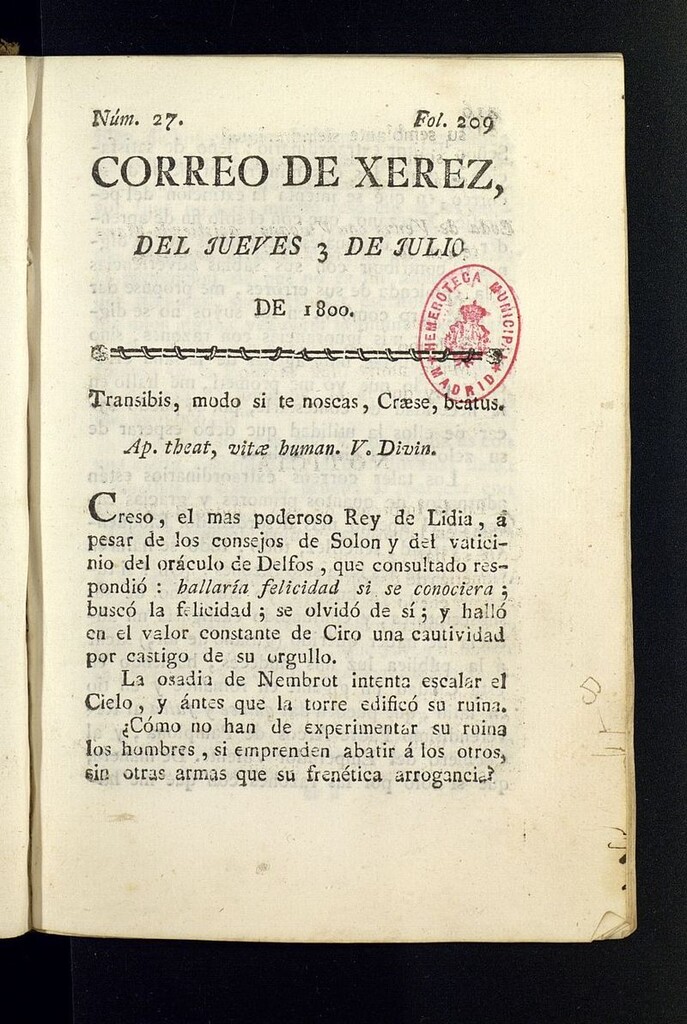 Núm. 27. Fol. 209
CORREO DE XEREZ,
DEL JUEVES 3 DE JULIO
DE 1800.
HEMEROTECA MUNICIPAL
★ MADRID ★
Transibis, modo si te noscas, Cræse, beatus.
Ap. theat, vitæ human. V. Divin.
Creso, el mas poderoso Rey de Lidia, á
pesar de los consejos de Solon y del vatici-
nio del oráculo de Delfos, que consultado res-
pondió: hallaría felicidad si se conociera;
buscó la felicidad; se olvidó de sí; y halló
en el valor constante de Ciro una cautividad
por castigo de su orgullo.
La osadia de Nembrot intenta escalar el
Cielo, y ántes que la torre edificó su ruina.
¿Cómo no han de experimentar su ruina
los hombres, si emprenden abatir á los otros,
sin otras armas que su frenética arrogancia?